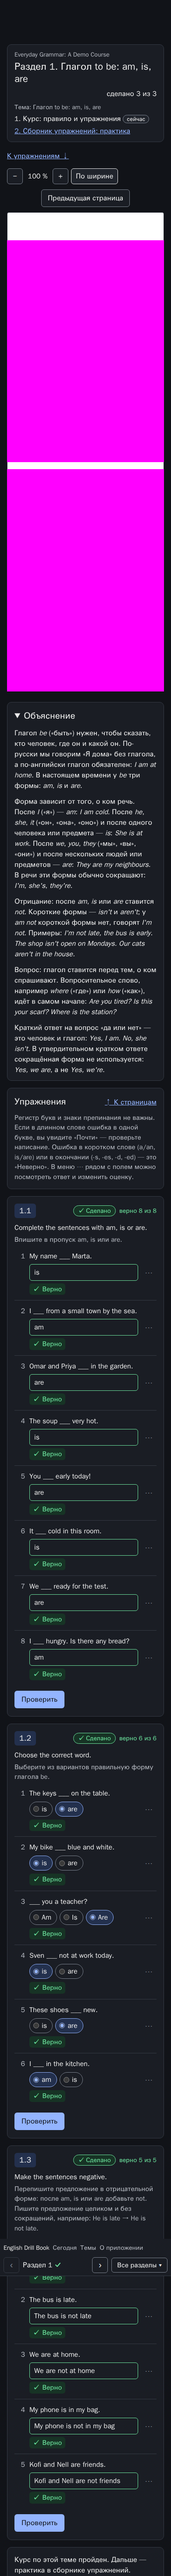 Everyday Grammar: A Demo Course
Раздел 1. Глагол to be: am, is,
are
сделано 3 из 3
Тема: Глагол to be: am, is, are
1. Курс: правило и упражнения сейчас
2. Сборник упражнений: практика
К упражнениям ↓
− 100 % + По ширине
Предыдущая страница
▼ Объяснение
Глагол be («быть») нужен, чтобы сказать,
кто человек, где он и какой он. По-
русски мы говорим «Я дома» без глагола,
а по-английски глагол обязателен: I am at
home. В настоящем времени у be три
формы: am, is и are.
Форма зависит от того, о ком речь.
После I («я») — am: I am cold. После he,
she, it («он», «она», «оно») и после одного
человека или предмета — is: She is at
work. После we, you, they («мы», «вы»,
«они») и после нескольких людей или
предметов — are: They are my neighbours.
В речи эти формы обычно сокращают:
I'm, she's, they're.
Отрицание: после am, is или are ставится
not. Короткие формы — isn't и aren't; у
am not короткой формы нет, говорят I'm
not. Примеры: I'm not late, the bus is early.
The shop isn't open on Mondays. Our cats
aren't in the house.
Вопрос: глагол ставится перед тем, о ком
спрашивают. Вопросительное слово,
например where («где») или how («как»),
идёт в самом начале: Are you tired? Is this
your scarf? Where is the station?
Краткий ответ на вопрос «да или нет» —
это человек и глагол: Yes, I am. No, she
isn't. В утвердительном кратком ответе
сокращённая форма не используется:
Yes, we are, а не Yes, we're.
Упражнения ↑ К страницам
Регистр букв и знаки препинания не важны.
Если в длинном слове ошибка в одной
букве, вы увидите «Почти» — проверьте
написание. Ошибка в коротком слове (a/an,
is/are) или в окончании (-s, -es, -d, -ed) — это
«Неверно». В меню ⋯ рядом с полем можно
посмотреть ответ и изменить оценку.
1.1 ✓ Сделано верно 8 из 8
Complete the sentences with am, is or are.
Впишите в пропуск am, is или are.
1 My name ___ Marta.
is
✓ Верно
2 I ___ from a small town by the sea.
am
✓ Верно
3 Omar and Priya ___ in the garden.
are
✓ Верно
4 The soup ___ very hot.
is
✓ Верно
5 You ___ early today!
are
✓ Верно
6 It ___ cold in this room.
is
✓ Верно
7 We ___ ready for the test.
are
✓ Верно
8 I ___ hungry. Is there any bread?
am
✓ Верно
Проверить
1.2 ✓ Сделано верно 6 из 6
Choose the correct word.
Выберите из вариантов правильную форму
глагола be.
1 The keys ___ on the table.
is are
✓ Верно
2 My bike ___ blue and white.
is are
✓ Верно
3 ___ you a teacher?
Am Is Are
✓ Верно
4 Sven ___ not at work today.
is are
✓ Верно
5 These shoes ___ new.
is are
✓ Верно
6 I ___ in the kitchen.
am is
✓ Верно
Проверить
1.3 ✓ Сделано верно 5 из 5
Make the sentences negative.
Перепишите предложение в отрицательной
форме: после am, is или are добавьте not.
Пишите предложение целиком и без
сокращений, например: He is late → He is
not late.
English Drill Book Сегодня Темы О приложении
‹ Раздел 1 ✓ › Все разделы ▾
✓ Верно
2 The bus is late.
The bus is not late
✓ Верно
3 We are at home.
We are not at home
✓ Верно
4 My phone is in my bag.
My phone is not in my bag
✓ Верно
5 Kofi and Nell are friends.
Kofi and Nell are not friends
✓ Верно
Проверить
Курс по этой теме пройден. Дальше —
практика в сборнике упражнений.